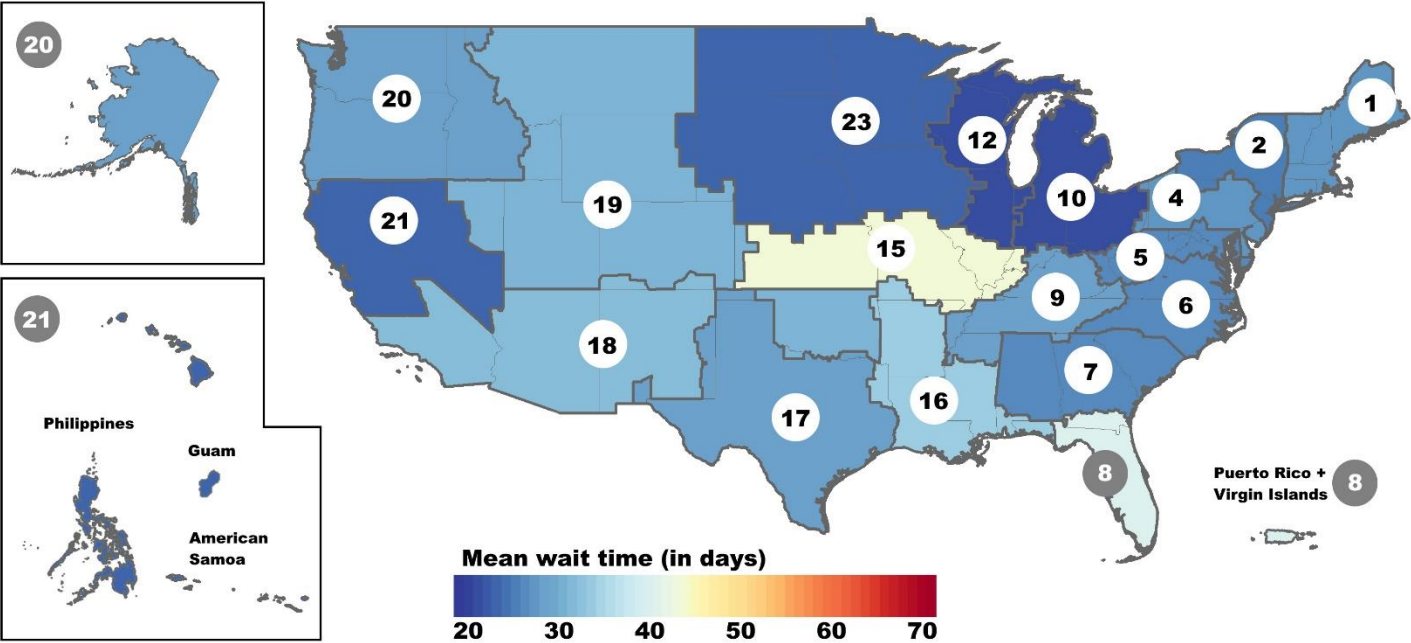 20
21
Philippines
Guam
American
Samoa
20
21
19
18
23
15
17
16
12
10
9
7
8
1
2
4
5
6
Puerto Rico +
Virgin Islands
8
Mean wait time (in days)
20 30 40 50 60 70